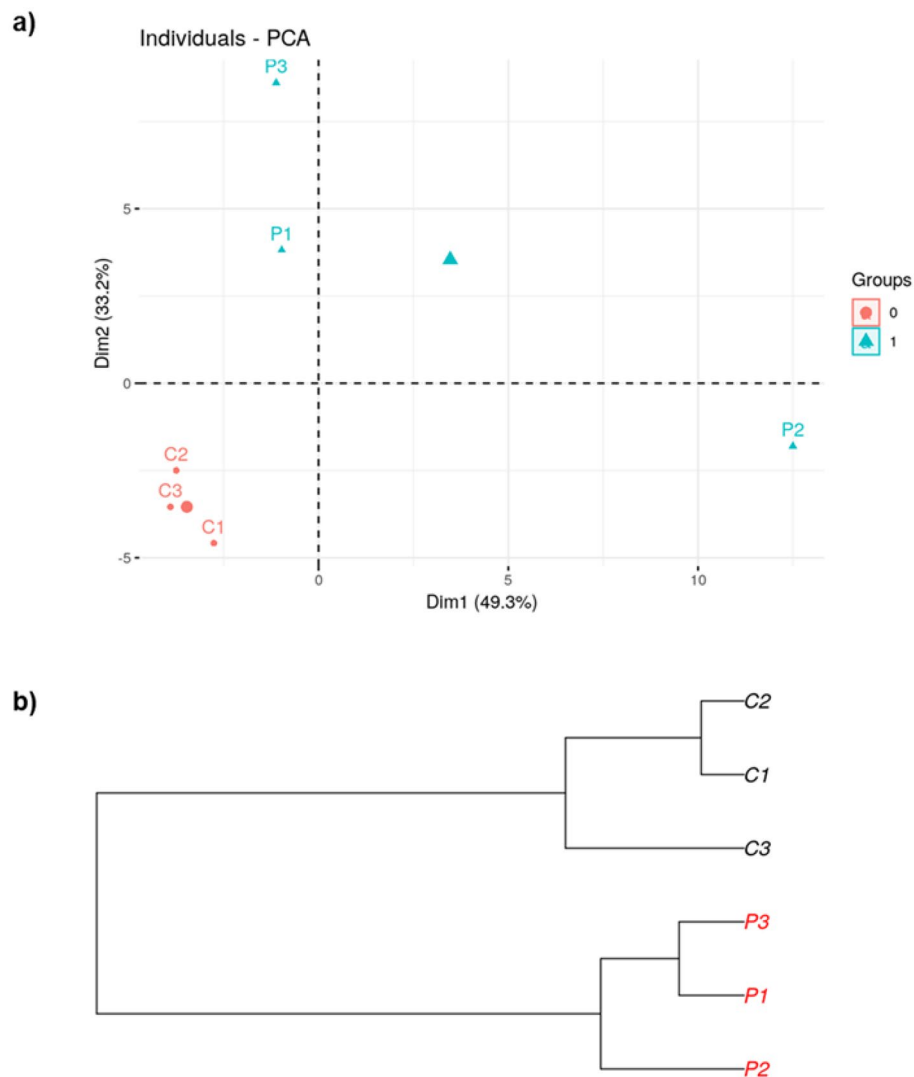 a)
Individuals - PCA
P3
P1
P2
C2
C3
C1
5
0
-5
Dim2 (33.2%)
0
5
10
Dim1 (49.3%)
Groups
0
1
b)
C2
C1
C3
P3
P1
P2